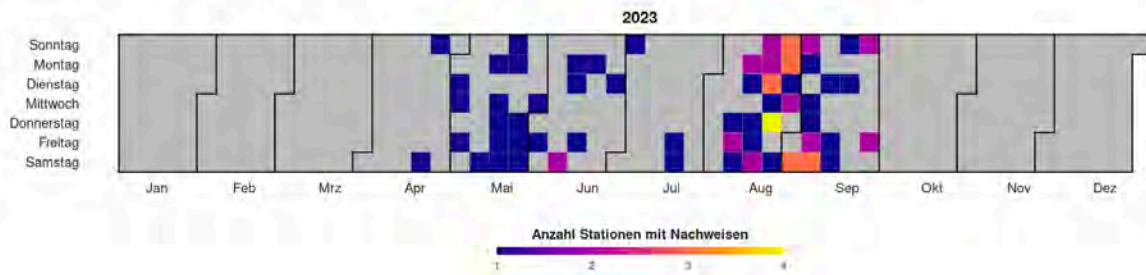 2023
Sonntag
Montag
Dienstag
Mittwoch
Donnerstag
Freitag
Samstag
Jan Feb Mrz Apr Mai Jun Jul Aug Sep Okt Nov Dez
Anzahl Stationen mit Nachweisen
1 2 3 4